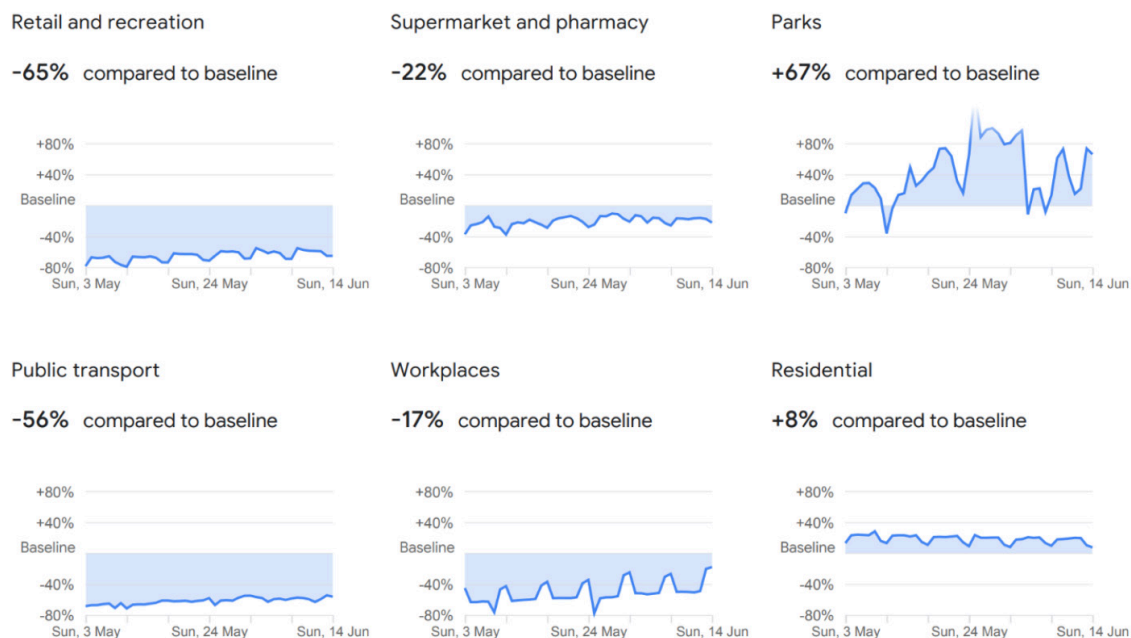 Retail and recreation
-65% compared to baseline
+80%
+40%
Baseline
-40%
-80%
Sun, 3 May Sun, 24 May Sun, 14 Jun
Supermarket and pharmacy
-22% compared to baseline
+80%
+40%
Baseline
-40%
-80%
Sun, 3 May Sun, 24 May Sun, 14 Jun
Parks
+67% compared to baseline
+80%
+40%
Baseline
-40%
-80%
Sun, 3 May Sun, 24 May Sun, 14 Jun
Public transport
-56% compared to baseline
+80%
+40%
Baseline
-40%
-80%
Sun, 3 May Sun, 24 May Sun, 14 Jun
Workplaces
-17% compared to baseline
+80%
+40%
Baseline
-40%
-80%
Sun, 3 May Sun, 24 May Sun, 14 Jun
Residential
+8% compared to baseline
+80%
+40%
Baseline
-40%
-80%
Sun, 3 May Sun, 24 May Sun, 14 Jun